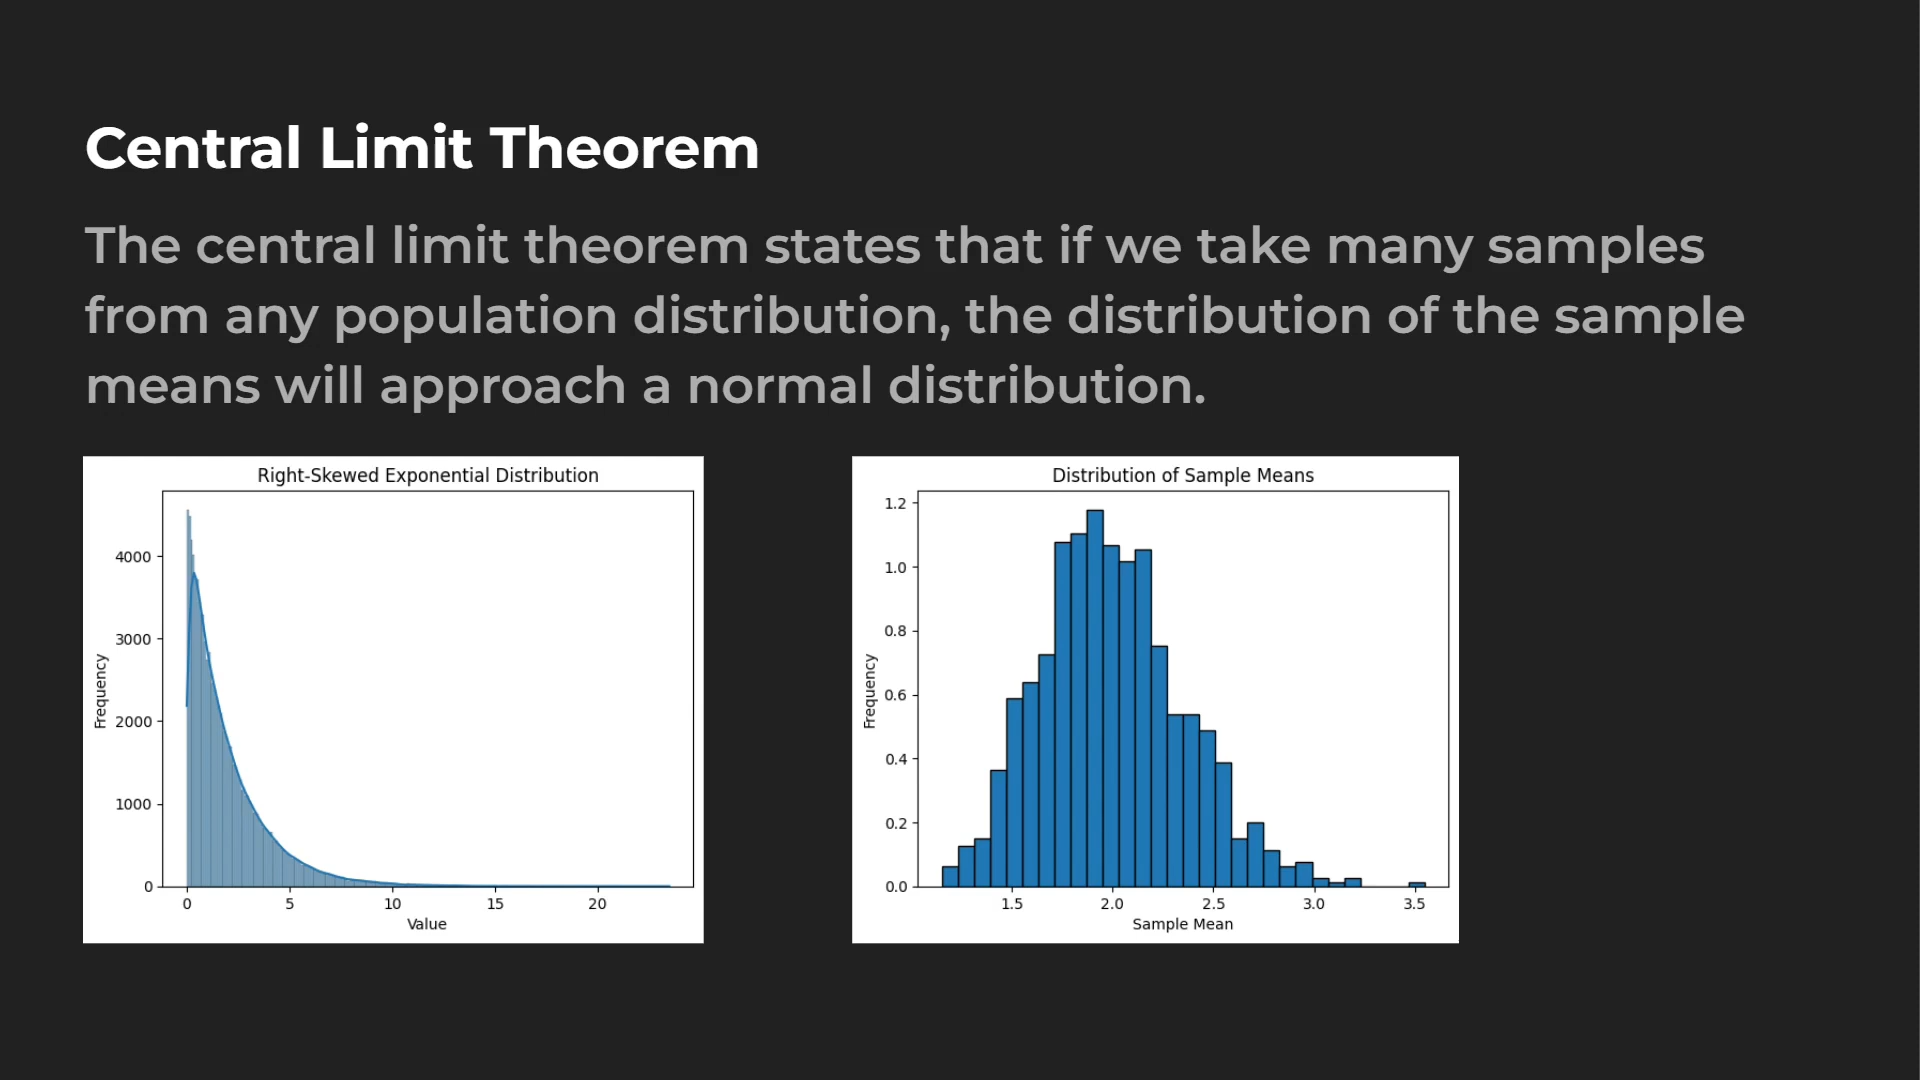 Central Limit Theorem
The central limit theorem states that if we take many samples
from any population distribution, the distribution of the sample
means will approach a normal distribution.
Right-Skewed Exponential Distribution
Frequency
4000
3000
2000
1000
0
0 5 10 15 20
Value
Distribution of Sample Means
Frequency
1.2
1.0
0.8
0.6
0.4
0.2
0.0
1.5 2.0 2.5 3.0 3.5
Sample Mean